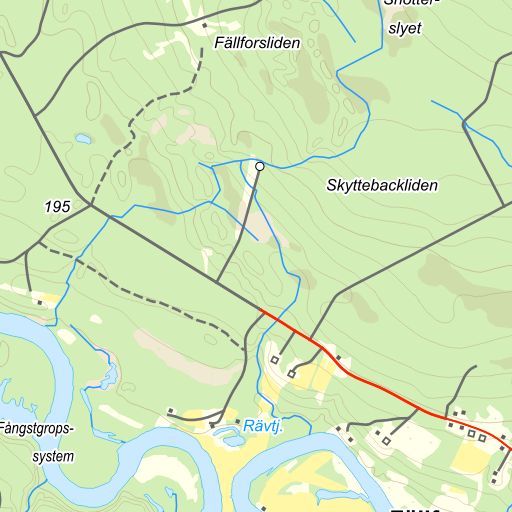 slyet
Fällforsliden
Skyttebackliden
195
Fångstgrops-
system
Rävtj.